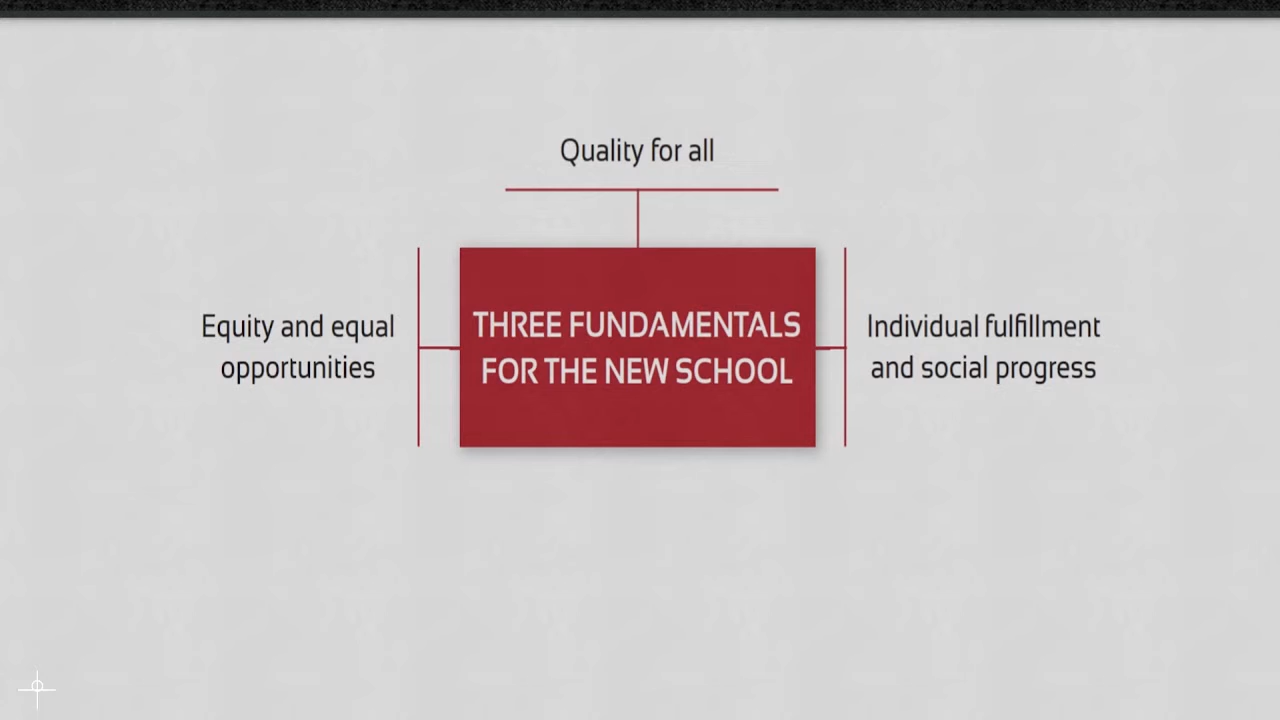 Quality for all
Equity and equal
opportunities
THREE FUNDAMENTALS
FOR THE NEW SCHOOL
Individual fulfillment
and social progress